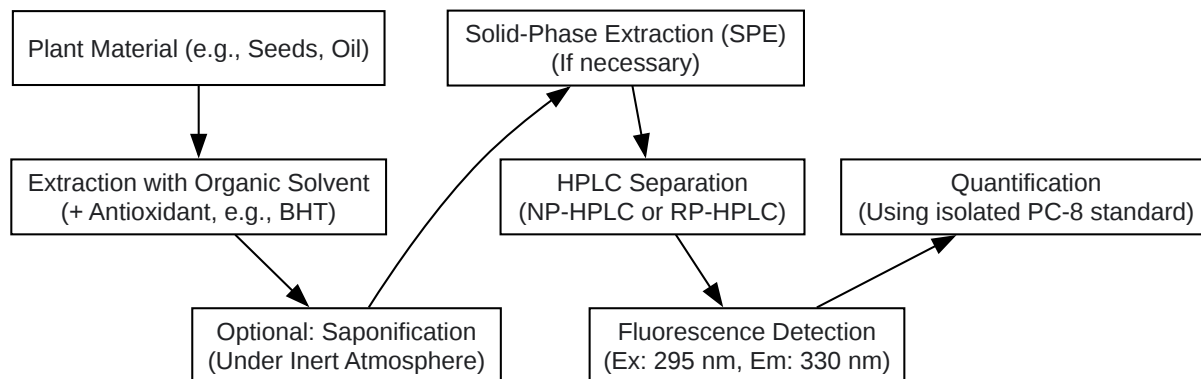 Plant Material (e.g., Seeds, Oil)
Extraction with Organic Solvent
(+ Antioxidant, e.g., BHT)
Optional: Saponification
(Under Inert Atmosphere)
Solid-Phase Extraction (SPE)
(If necessary)
HPLC Separation
(NP-HPLC or RP-HPLC)
Fluorescence Detection
(Ex: 295 nm, Em: 330 nm)
Quantification
(Using isolated PC-8 standard)